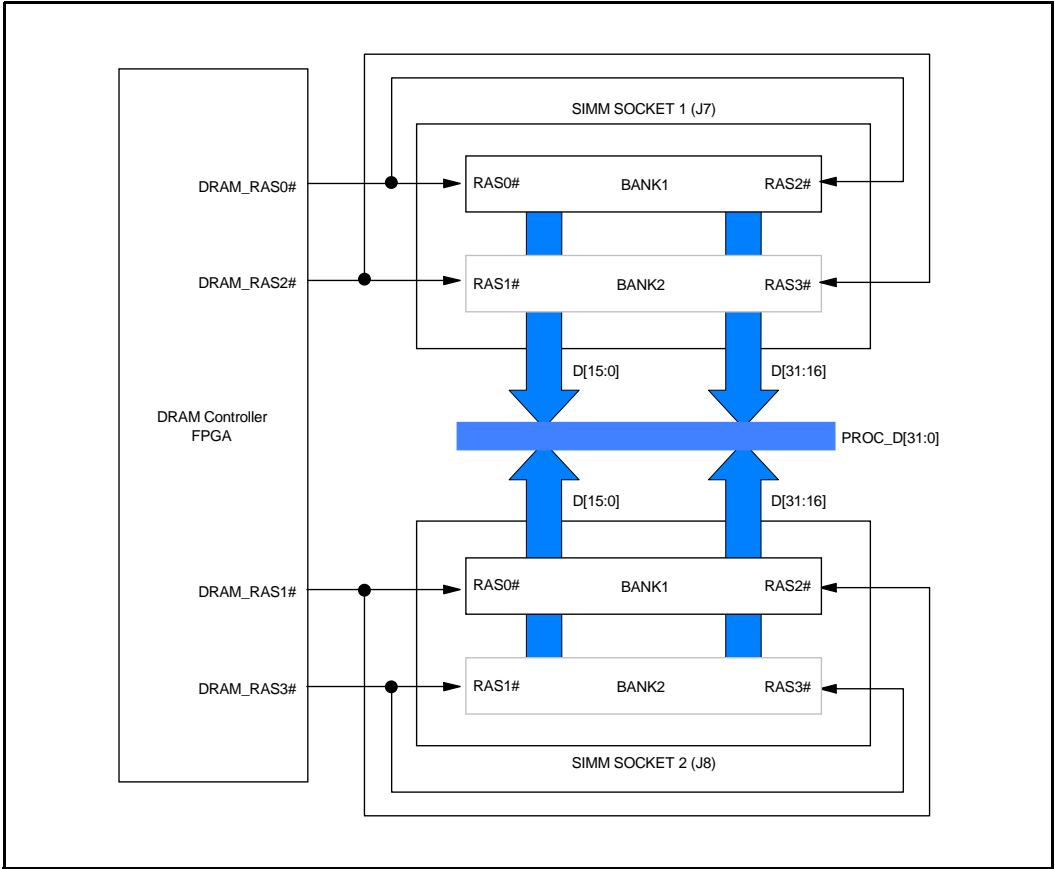 SIMM SOCKET 1 (J7)
DRAM_RAS0#
RAS0#
BANK1
RAS2#
DRAM_RAS2#
RAS1#
BANK2
RAS3#
D[15:0]
D[31:16]
DRAM Controller
FPGA
PROC_D[31:0]
D[15:0]
D[31:16]
DRAM_RAS1#
RAS0#
BANK1
RAS2#
DRAM_RAS3#
RAS1#
BANK2
RAS3#
SIMM SOCKET 2 (J8)